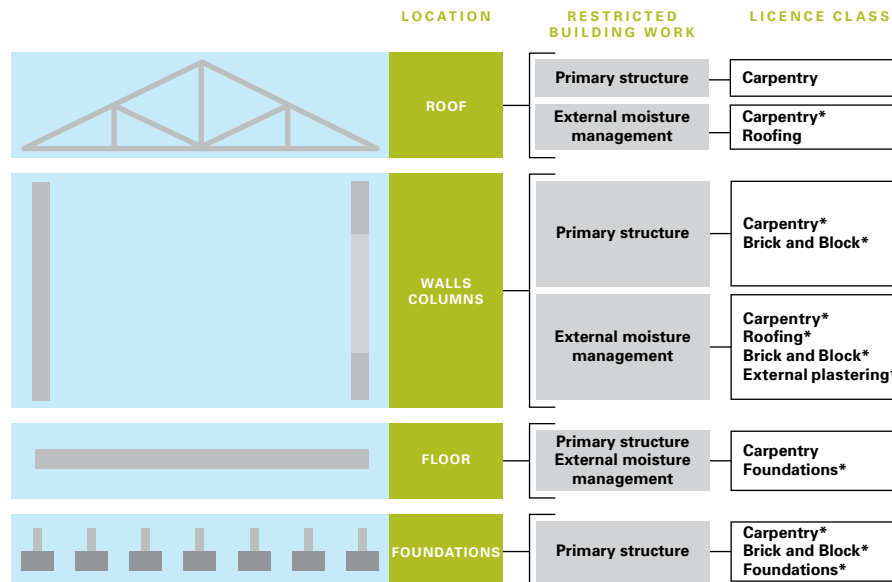 LOCATION
RESTRICTED
BUILDING WORK
LICENCE CLASS
ROOF
Primary structure
Carpentry
External moisture
management
Carpentry*
Roofing
WALLS
COLUMNS
Primary structure
Carpentry*
Brick and Block*
External moisture
management
Carpentry*
Roofing*
Brick and Block*
External plastering*
FLOOR
Primary structure
External moisture
management
Carpentry
Foundations*
FOUNDATIONS
Primary structure
Carpentry*
Brick and Block*
Foundations*